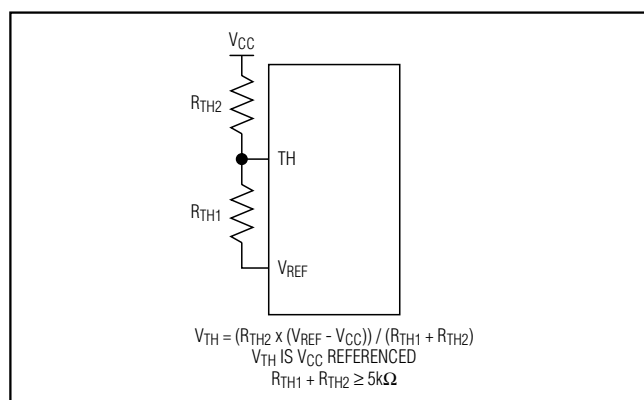 VCC
RTH2
TH
RTH1
VREF
VTH = (RTH2 x (VREF - VCC)) / (RTH1 + RTH2)
VTH IS VCC REFERENCED
RTH1 + RTH2 ≥ 5kΩ